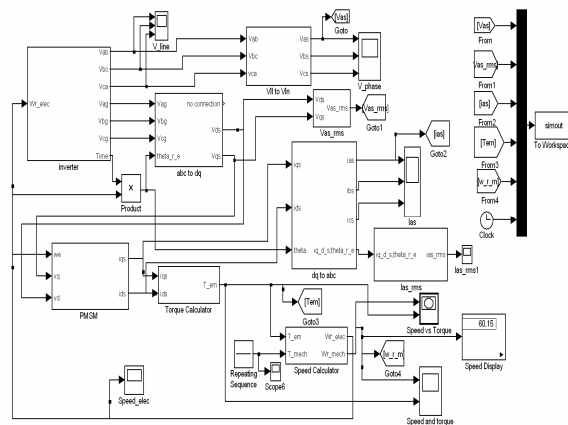 V_line
Wr_elec
Vab
Vbc
Vca
Vag
Vbg
Vcg
Time
inverter
Vab
Vbc
vca
Vas
Vbs
Vcs
Vll to Vln
[Vas]
Goto
V_phase
Vag
Vbg
Vcg
theta_r_e
no connection
Vds
Vqs
abc to dq
Product
Vds
Vqs
Vas_rms
Vas_rms
[Vas_rms]
Goto1
[Vas]
From
[Vas_rms]
From1
[ias]
From2
[Tem]
From3
[w_r_m]
From4
Clock
simout
To Workspace
iqs
ids
theta
ias
ibs
ics
iq_d_s;theta_r_e
dq to abc
[ias]
Goto2
Ias
iq_d_s;theta_r_e
ias_rms
Ias_rms
Ias_rms1
we
vq
vd
iqs
ids
PMSM
iqs
ids
T_em
Torque Calculator
[Tem]
Goto3
Speed vs Torque
60.15
Speed Display
Repeating
Sequence
Scope6
T_em
T_mech
Wr_elec
Wr_mech
Speed Calculator
[w_r_m]
Goto4
Speed_elec
Speed and torque